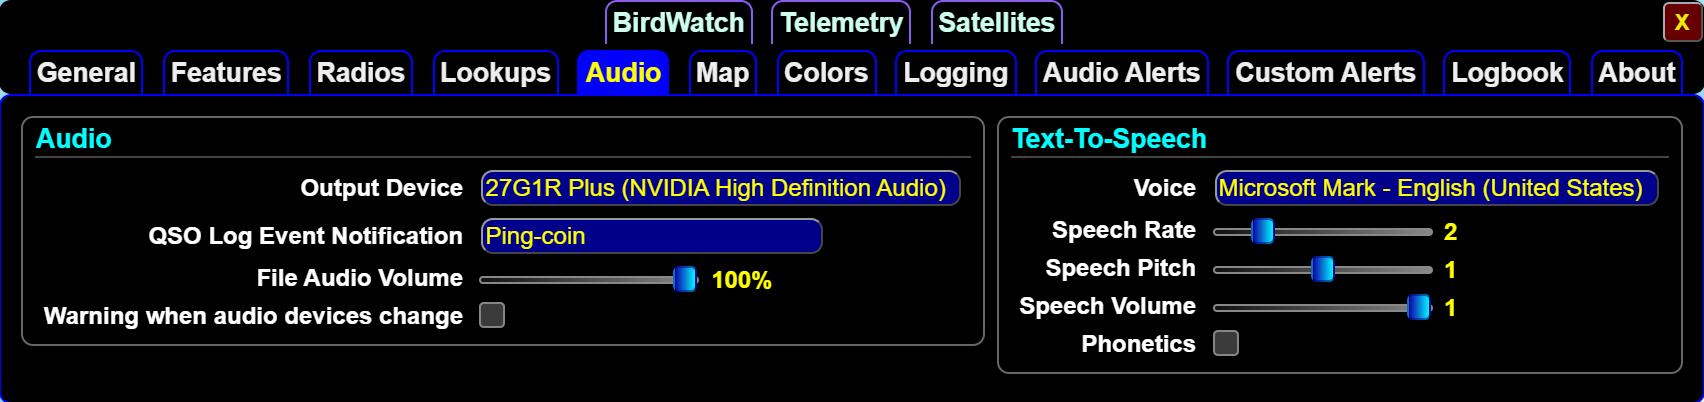 BirdWatch Telemetry Satellites X
General Features Radios Lookups Audio Map Colors Logging Audio Alerts Custom Alerts Logbook About
Audio
Output Device 27G1R Plus (NVIDIA High Definition Audio)
QSO Log Event Notification Ping-coin
File Audio Volume 100%
Warning when audio devices change
Text-To-Speech
Voice Microsoft Mark - English (United States)
Speech Rate 2
Speech Pitch 1
Speech Volume 1
Phonetics